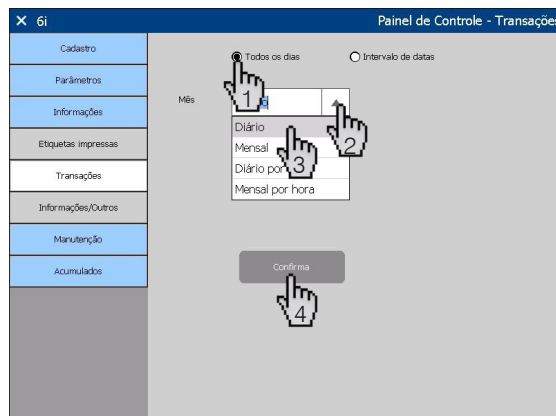 ✕ 6i Painel de Controle - Transações
Cadastro
Parâmetros
Informações
Etiquetas impressas
Transações
Informações/Outros
Manutenção
Acumulados
Todos os dias Intervalo de datas
1
Mês
2
Diário
Mensal
3
Diário por
Mensal por hora
Confirma
4